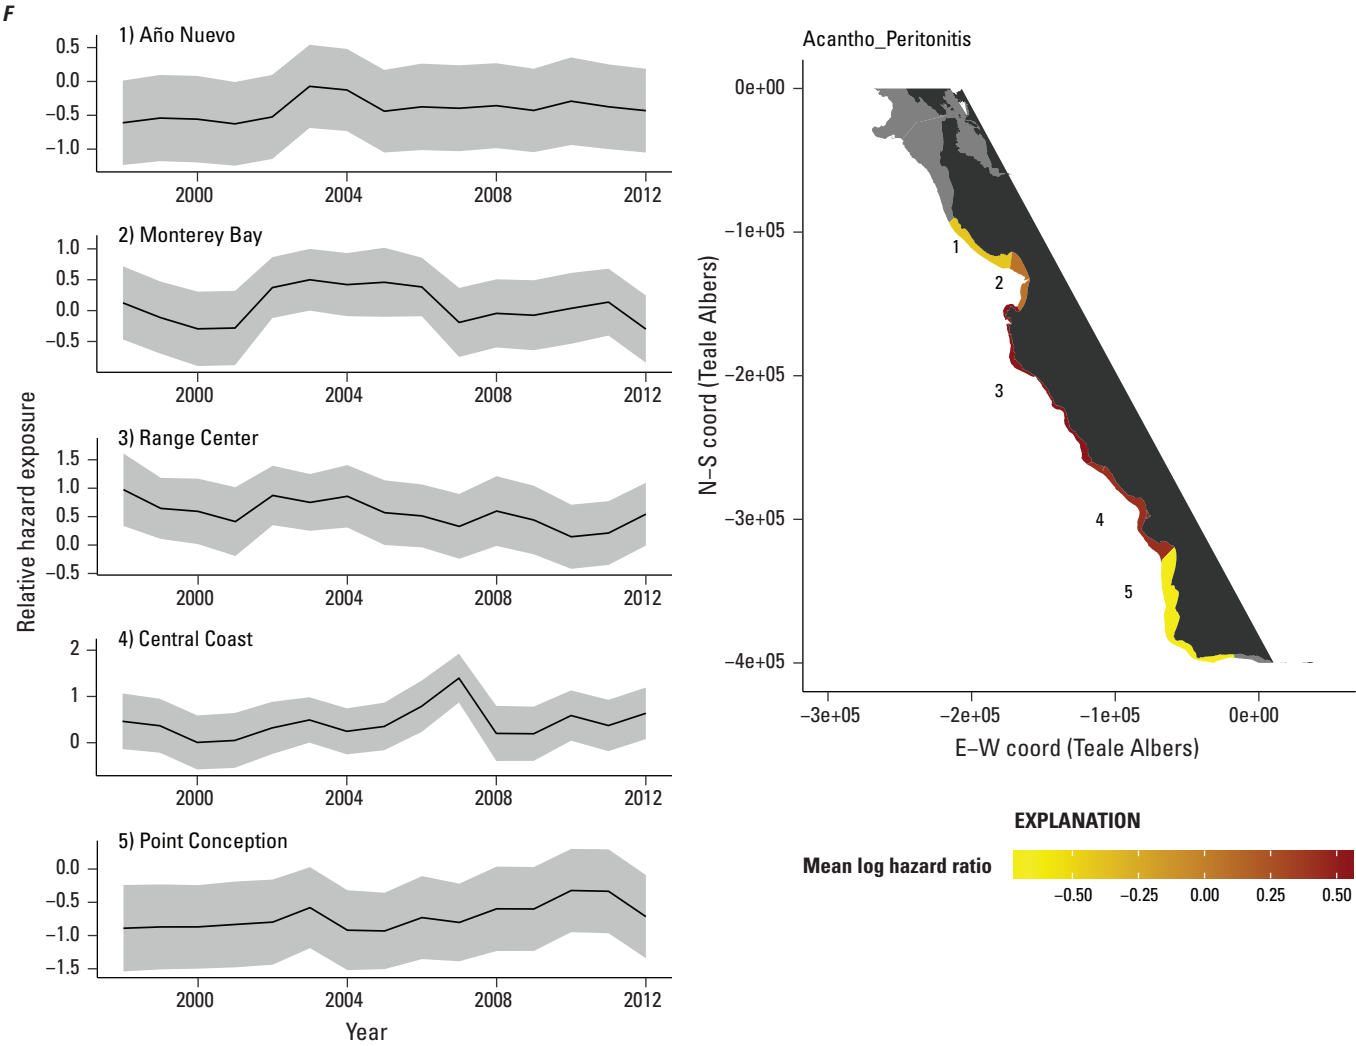 F
1) Año Nuevo
0.5
0.0
−0.5
−1.0
2000
2004
2008
2012
2) Monterey Bay
1.0
0.5
0.0
−0.5
2000
2004
2008
2012
3) Range Center
1.5
1.0
0.5
0.0
−0.5
2000
2004
2008
2012
4) Central Coast
2
1
0
2000
2004
2008
2012
5) Point Conception
0.0
−0.5
−1.0
−1.5
2000
2004
2008
2012
Relative hazard exposure
Year
Acantho_Peritonitis
0e+00
−1e+05
−2e+05
−3e+05
−4e+05
N−S coord (Teale Albers)
1
2
3
4
5
−3e+05
−2e+05
−1e+05
0e+00
E−W coord (Teale Albers)
EXPLANATION
Mean log hazard ratio
−0.50
−0.25
0.00
0.25
0.50